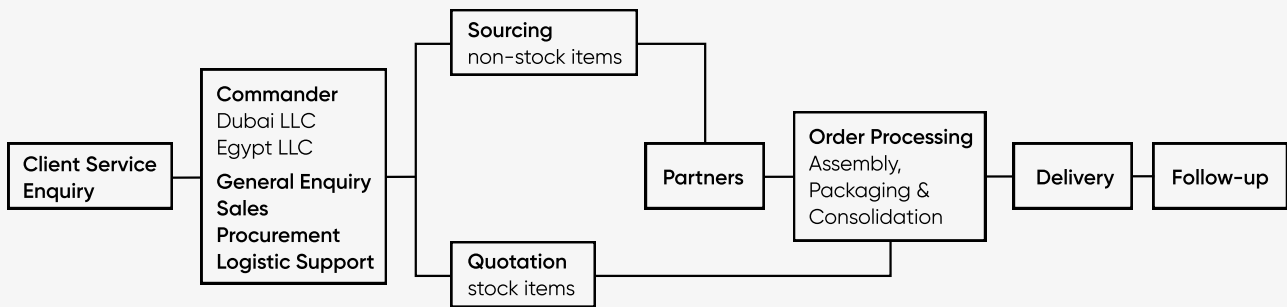 Client Service
Enquiry
Commander
Dubai LLC
Egypt LLC
General Enquiry
Sales
Procurement
Logistic Support
Sourcing
non-stock items
Quotation
stock items
Partners
Order Processing
Assembly,
Packaging &
Consolidation
Delivery
Follow-up